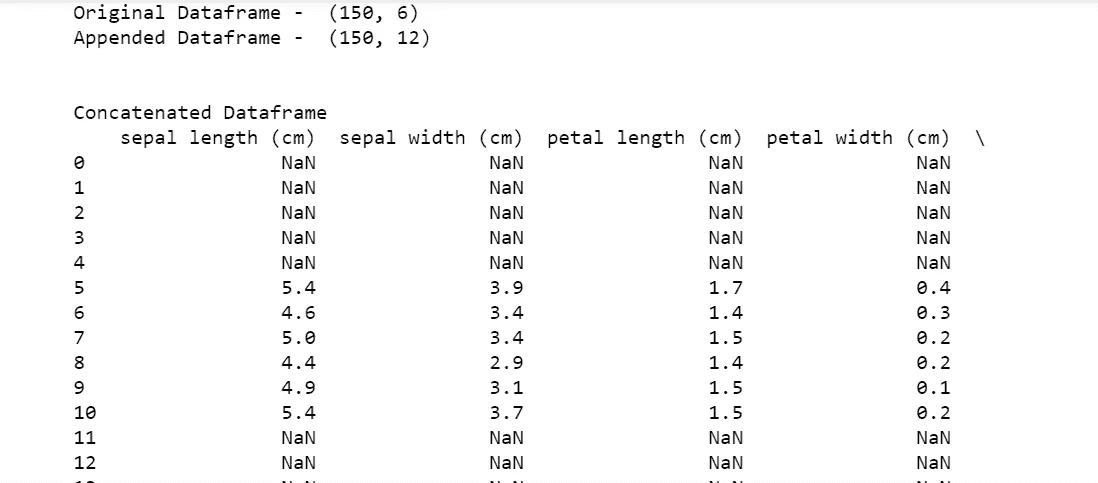 Original Dataframe -  (150, 6)
Appended Dataframe -  (150, 12)
Concatenated Dataframe
sepal length (cm)  sepal width (cm)  petal length (cm)  petal width (cm)  \
0 NaN NaN NaN NaN
1 NaN NaN NaN NaN
2 NaN NaN NaN NaN
3 NaN NaN NaN NaN
4 NaN NaN NaN NaN
5 5.4 3.9 1.7 0.4
6 4.6 3.4 1.4 0.3
7 5.0 3.4 1.5 0.2
8 4.4 2.9 1.4 0.2
9 4.9 3.1 1.5 0.1
10 5.4 3.7 1.5 0.2
11 NaN NaN NaN NaN
12 NaN NaN NaN NaN